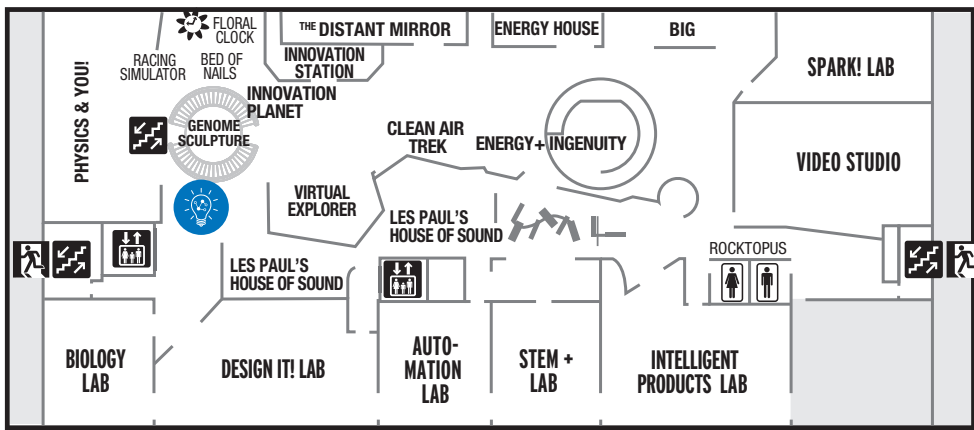 FLORAL
CLOCK
THE DISTANT MIRROR
ENERGY HOUSE
BIG
RACING
SIMULATOR
BED OF
NAILS
INNOVATION
STATION
SPARK! LAB
PHYSICS & YOU!
INNOVATION
PLANET
GENOME
SCULPTURE
CLEAN AIR
TREK
ENERGY+ INGENUITY
VIDEO STUDIO
VIRTUAL
EXPLORER
LES PAUL'S
HOUSE OF SOUND
ROCKTOPUS
LES PAUL'S
HOUSE OF SOUND
BIOLOGY
LAB
DESIGN IT! LAB
AUTO-
MATION
LAB
STEM +
LAB
INTELLIGENT
PRODUCTS LAB